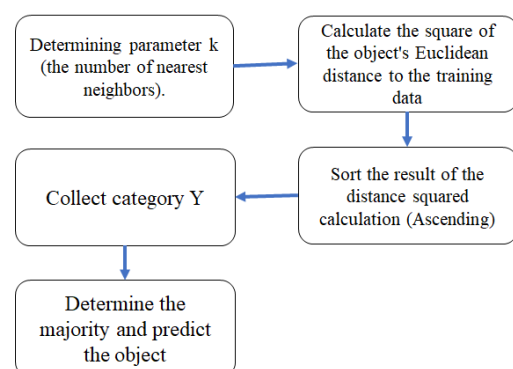 Determining parameter k
(the number of nearest
neighbors).
Calculate the square of
the object's Euclidean
distance to the training
data
Sort the result of the
distance squared
calculation (Ascending)
Collect category Y
Determine the
majority and predict
the object